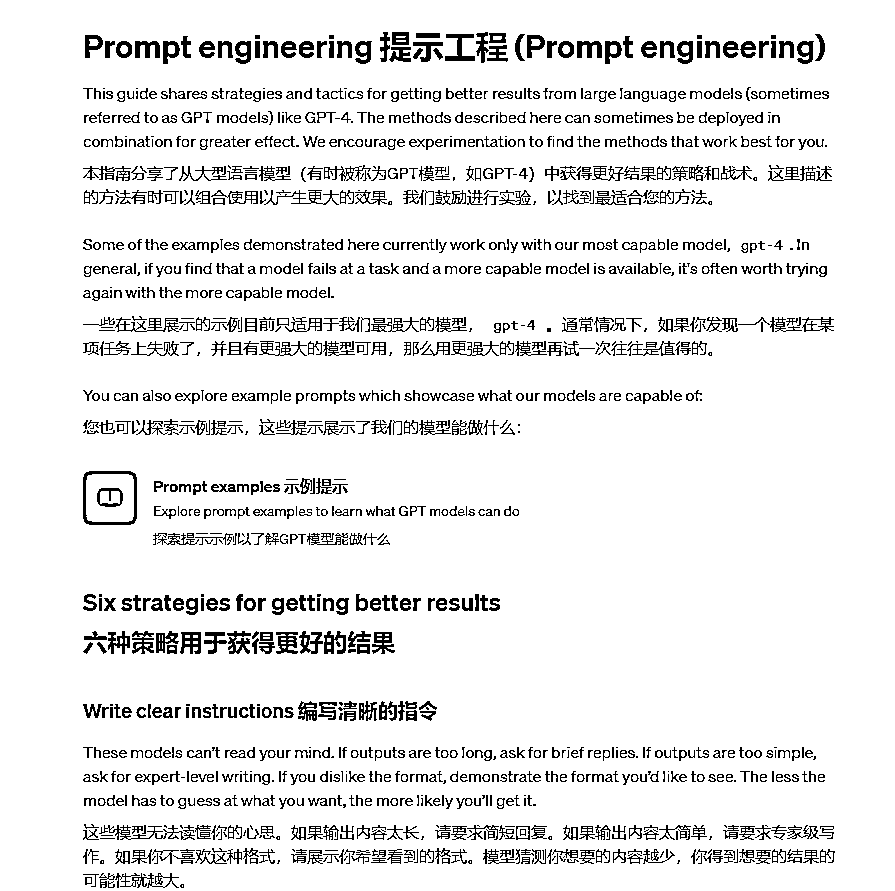 Prompt engineering 提示工程 (Prompt engineering)
This guide shares strategies and tactics for getting better results from large language models (sometimes
referred to as GPT models) like GPT-4. The methods described here can sometimes be deployed in
combination for greater effect. We encourage experimentation to find the methods that work best for you.
本指南分享了从大型语言模型（有时被称为GPT模型，如GPT-4）中获得更好结果的策略和战术。这里描述
的方法有时可以组合使用以产生更大的效果。我们鼓励进行实验，以找到最适合您的方法。
Some of the examples demonstrated here currently work only with our most capable model, gpt-4 .In
general, if you find that a model fails at a task and a more capable model is available, it's often worth trying
again with the more capable model.
一些在这里展示的示例目前只适用于我们最强大的模型， gpt-4 。通常情况下，如果你发现一个模型在某
项任务上失败了，并且有更强大的模型可用，那么用更强大的模型再试一次往往是值得的。
You can also explore example prompts which showcase what our models are capable of:
您也可以探索示例提示，这些提示展示了我们的模型能做什么：
Prompt examples 示例提示
Explore prompt examples to learn what GPT models can do
探索提示示例以了解GPT模型能做什么
Six strategies for getting better results
六种策略用于获得更好的结果
Write clear instructions 编写清晰的指令
These models can't read your mind. If outputs are too long, ask for brief replies. If outputs are too simple,
ask for expert-level writing. If you dislike the format, demonstrate the format you'd like to see. The less the
model has to guess at what you want, the more likely you'll get it.
这些模型无法读懂你的心思。如果输出内容太长，请要求简短回复。如果输出内容太简单，请要求专家级写
作。如果你不喜欢这种格式，请展示你希望看到的格式。模型猜测你想要的内容越少，你得到想要的结果的
可能性就越大。